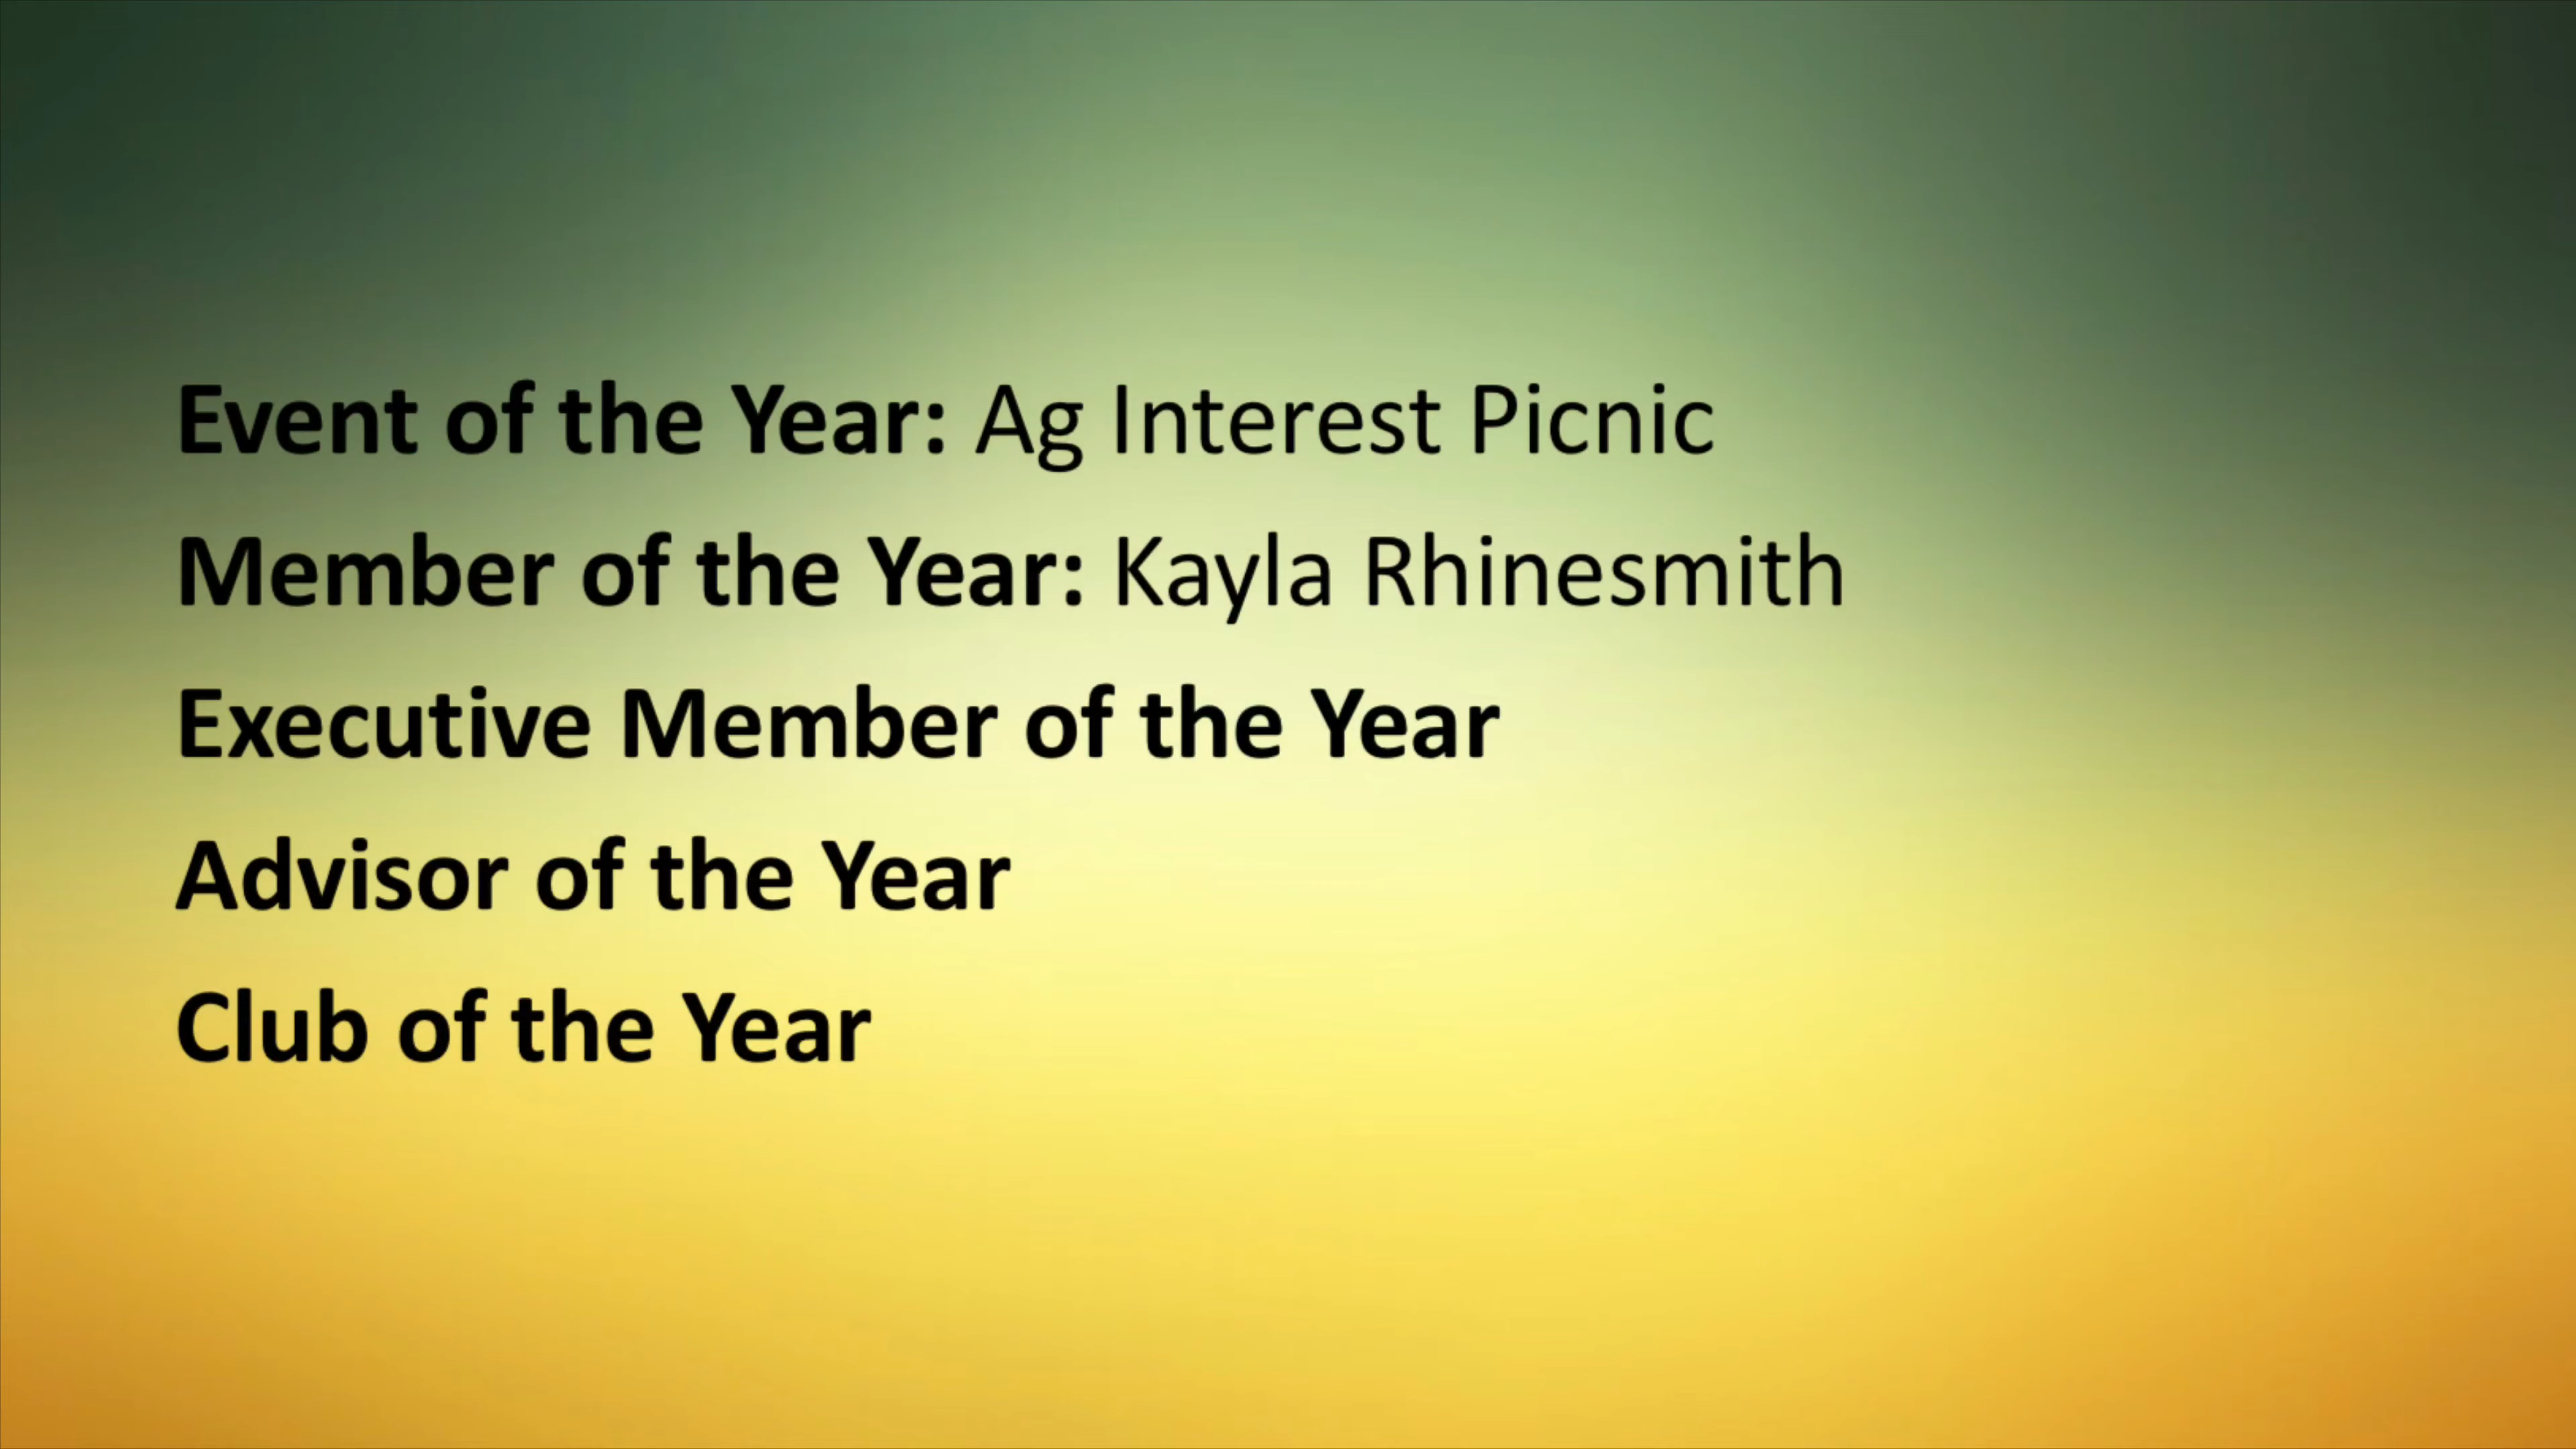 Event of the Year: Ag Interest Picnic
Member of the Year: Kayla Rhinesmith
Executive Member of the Year
Advisor of the Year
Club of the Year